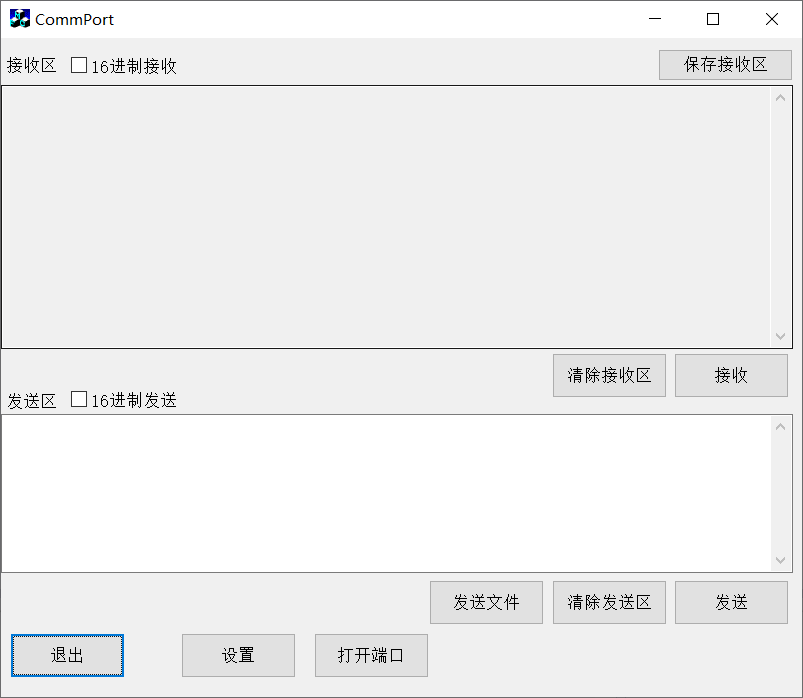 CommPort
接收区 16进制接收 保存接收区
清除接收区 接收
发送区 16进制发送
发送文件 清除发送区 发送
退出 设置 打开端口